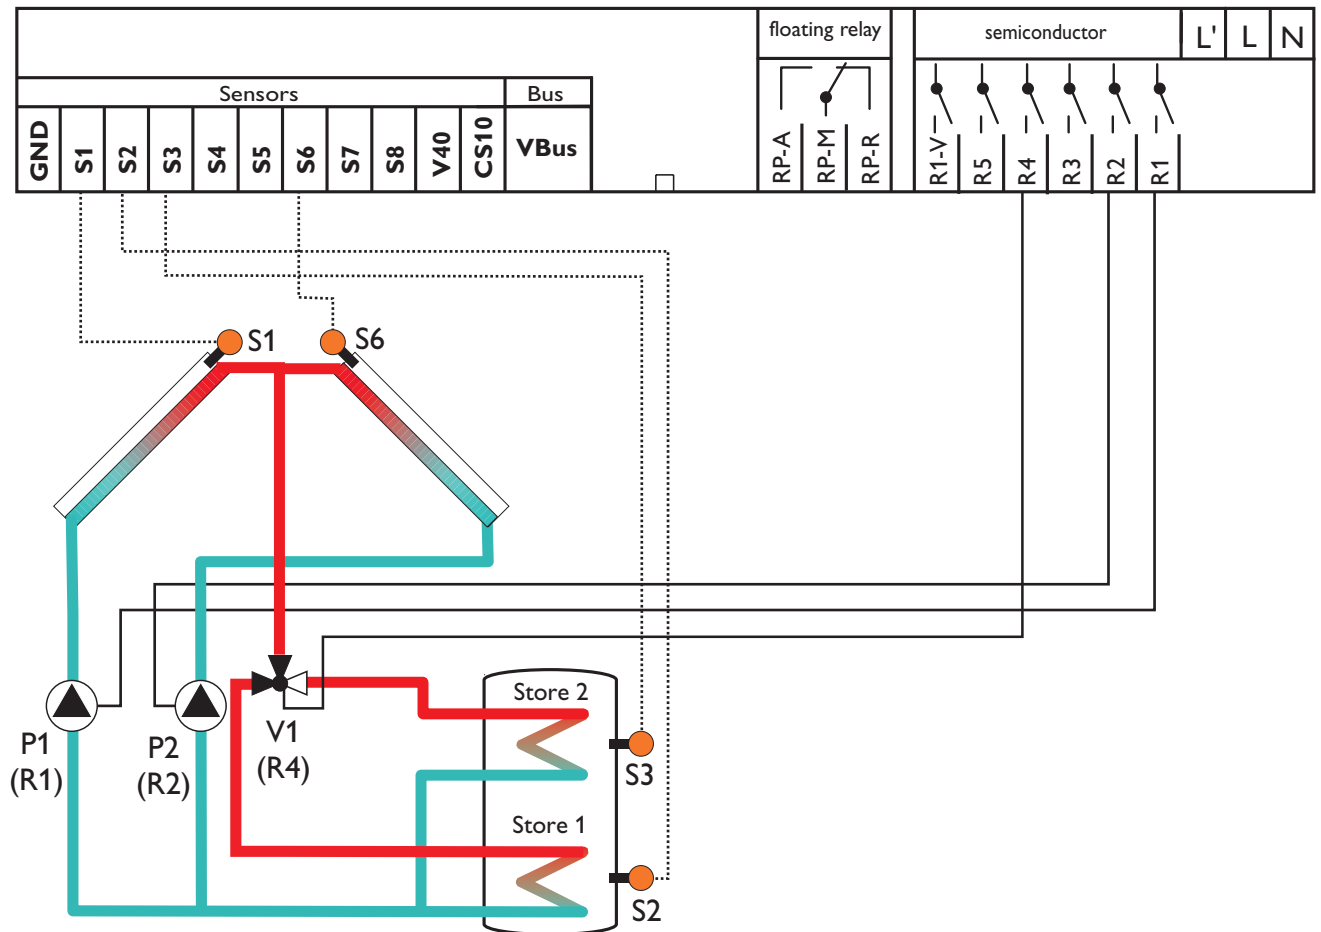 floating relay
semiconductor
L'
L
N
Sensors
Bus
GND
S1
S2
S3
S4
S5
S6
S7
S8
V40
CS10
VBus
RP-A
RP-M
RP-R
R1-V
R5
R4
R3
R2
R1
S1
S6
Store 2
V1
(R4)
P1
(R1)
P2
(R2)
S3
Store 1
S2